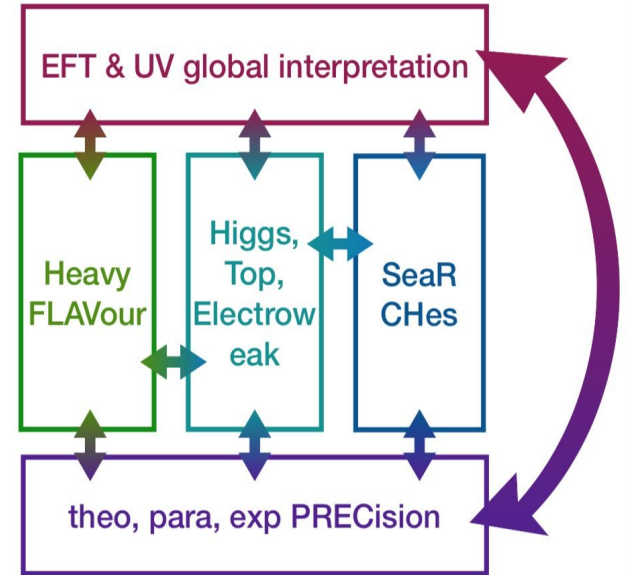 EFT & UV global interpretation
Heavy
FLAVour
Higgs,
Top,
Electrow
eak
SeaR
CHes
theo, para, exp PRECision